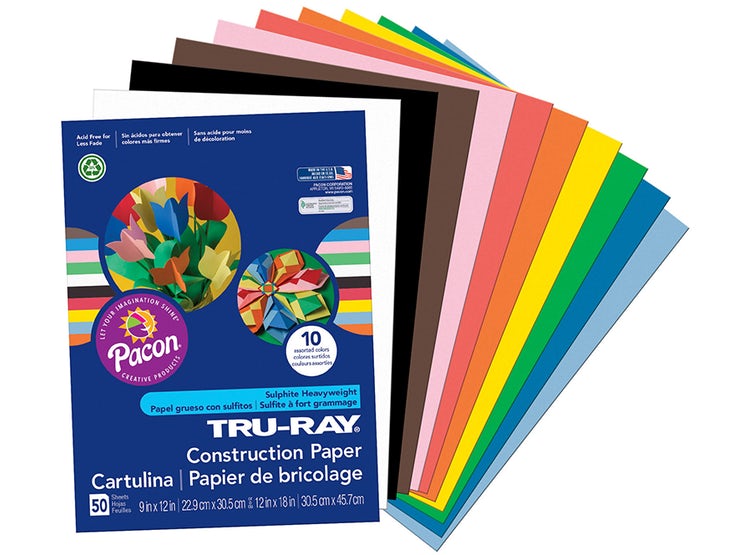 Acid Free for
Less Fade
Sin ácidos para obtener
colores más firmes
Sans acide pour moins
de décoloration
PACON CORPORATION
LET YOUR IMAGINATION SHINE
Pacon
CREATIVE PRODUCTS
10
assorted colors
colores surtidos
couleurs assorties
Sulphite Heavyweight
Papel grueso con sulfitos | Sulfite à fort grammage
TRU-RAY®
Construction Paper
Cartulina | Papier de bricolage
50 Sheets
Hojas
Feuilles
9 in x 12 in | 22.9 cm x 30.5 cm 12 in x 18 in | 30.5 cm x 45.7 cm